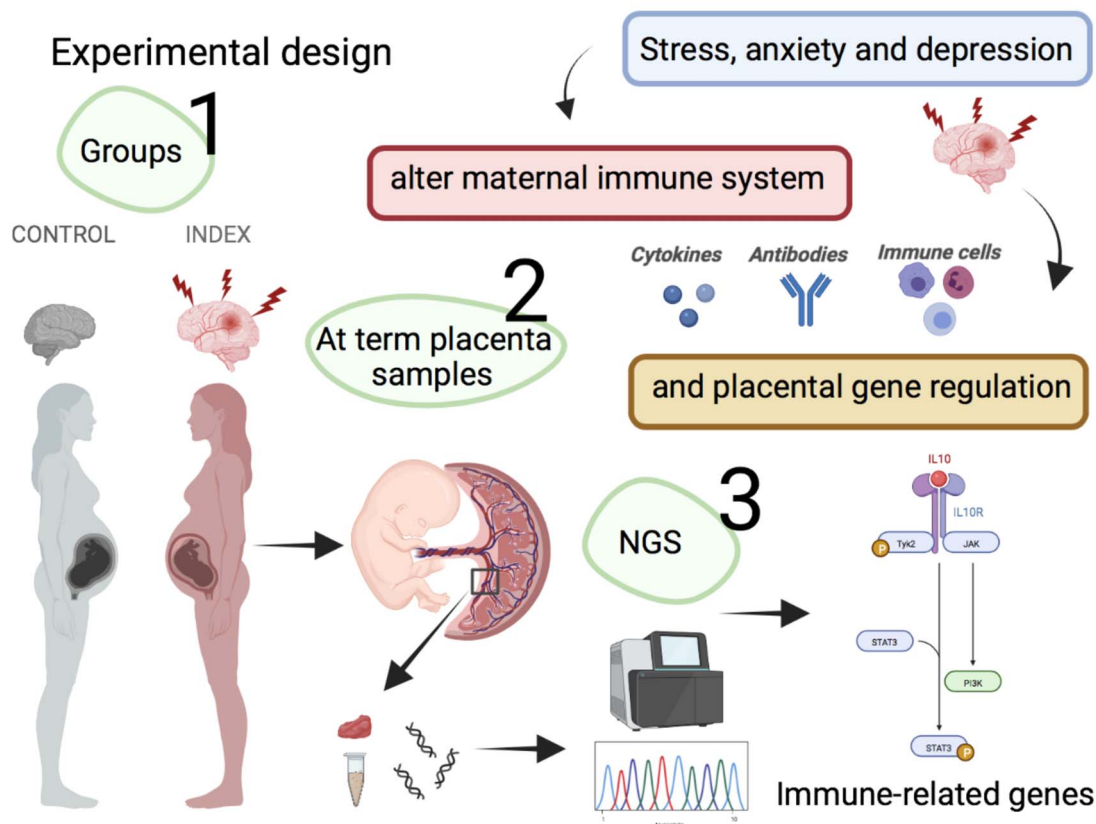 Experimental design
1
Groups
CONTROL
INDEX
Stress, anxiety and depression
alter maternal immune system
Cytokines
Antibodies
Immune cells
and placental gene regulation
2
At term placenta
samples
3
NGS
1
10
IL10
IL10R
P
Tyk2
JAK
STAT3
PI3K
STAT3
P
Immune-related genes